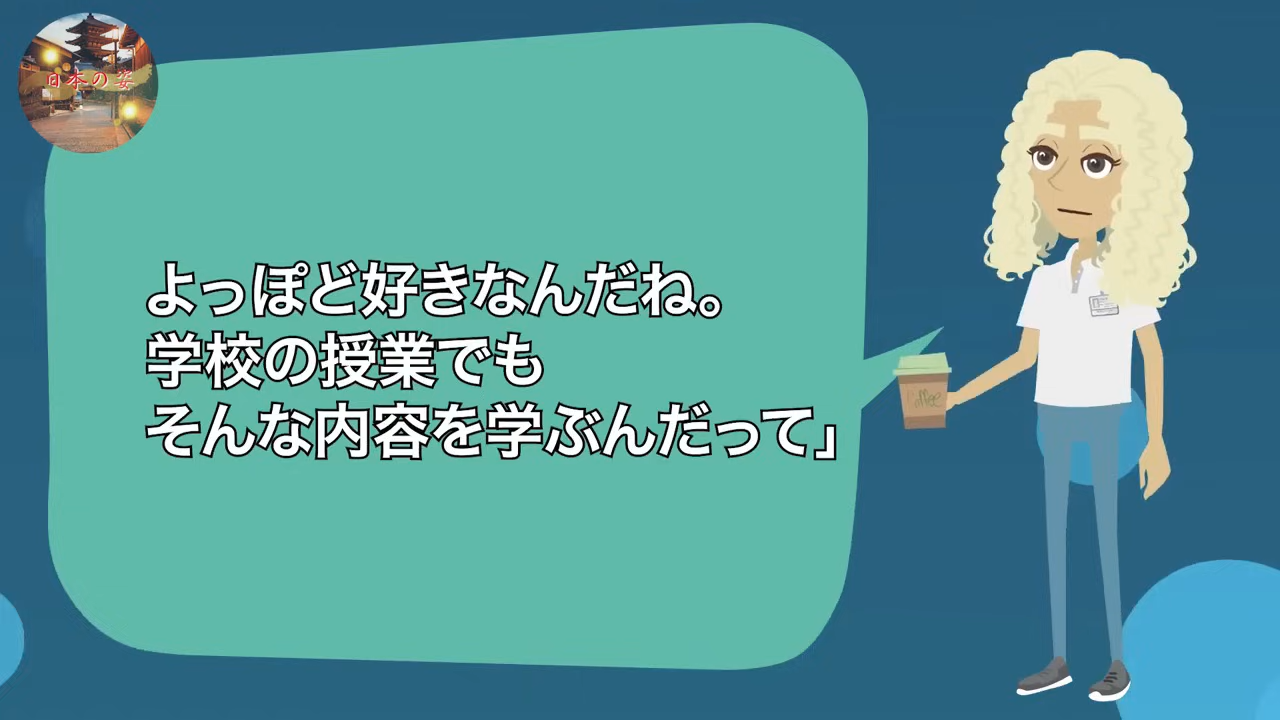 日本の姿
よっぽど好きなんだね。
学校の授業でも
そんな内容を学ぶんだって」
Coffee